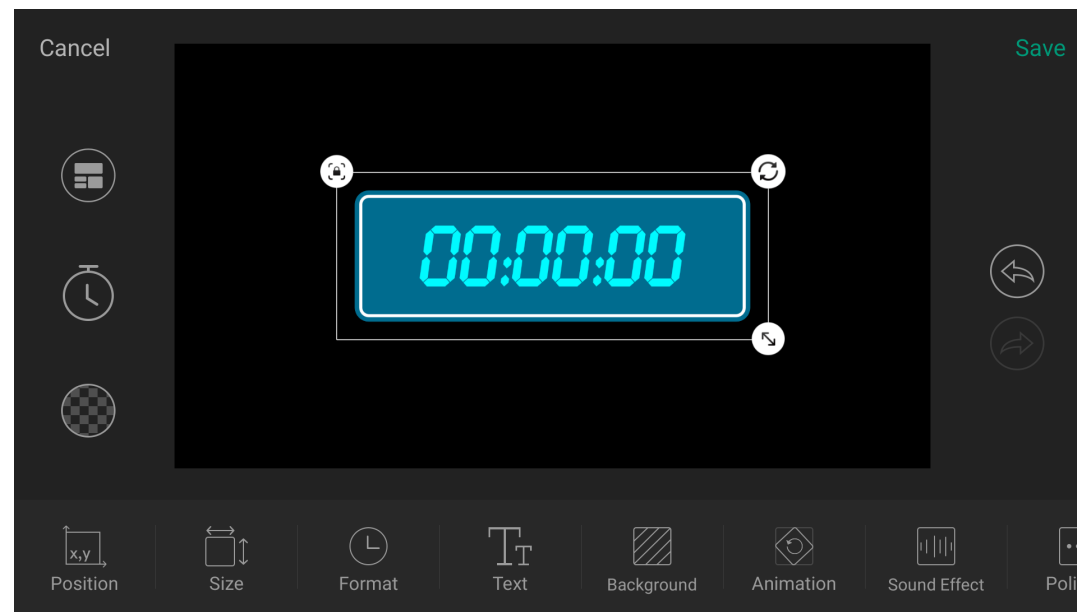 Cancel
Save
00:00:00
x,y
Position
Size
Format
Text
Background
Animation
Sound Effect